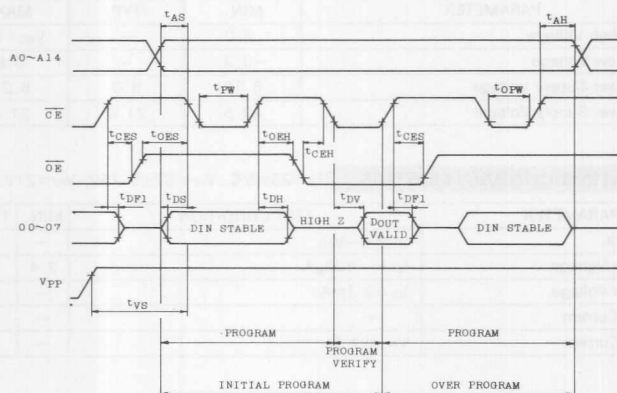 tAS
tAH
A0~A14
tPW
tOPW
CE
tCES
tOES
tOEH
tCEH
tCES
OE
tDF1
tDS
tDH
tDV
tDF1
O0~O7
DIN STABLE
HIGH Z
DOUT
VALID
DIN STABLE
VPP
tVS
PROGRAM
PROGRAM
VERIFY
PROGRAM
INITIAL PROGRAM
OVER PROGRAM